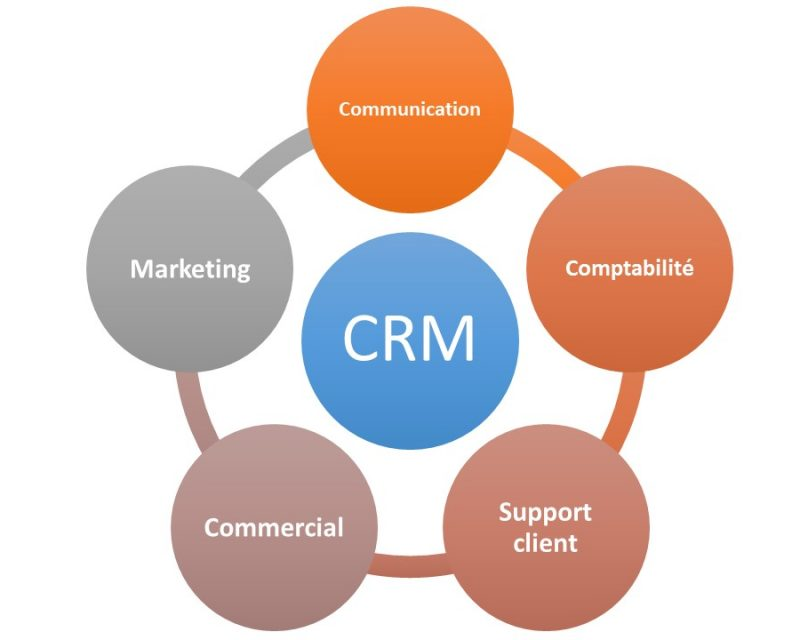 Communication
Comptabilité
Support
client
Commercial
Marketing
CRM